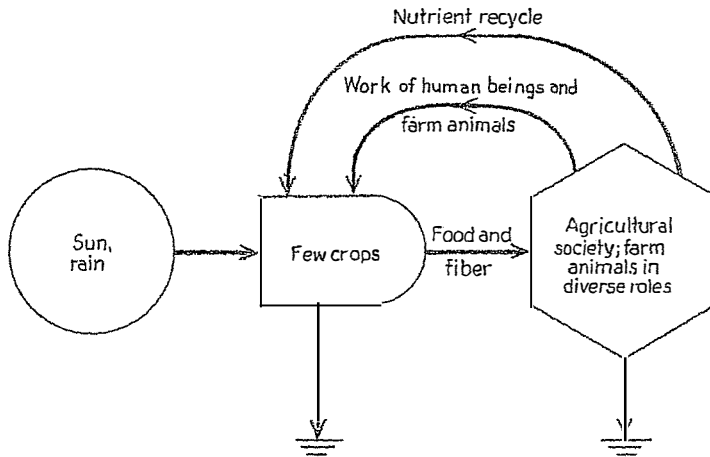 Nutrient recycle
Work of human beings and
farm animals
Sun,
rain
Few crops
Food and
fiber
Agricultural
society; farm
animals in
diverse roles